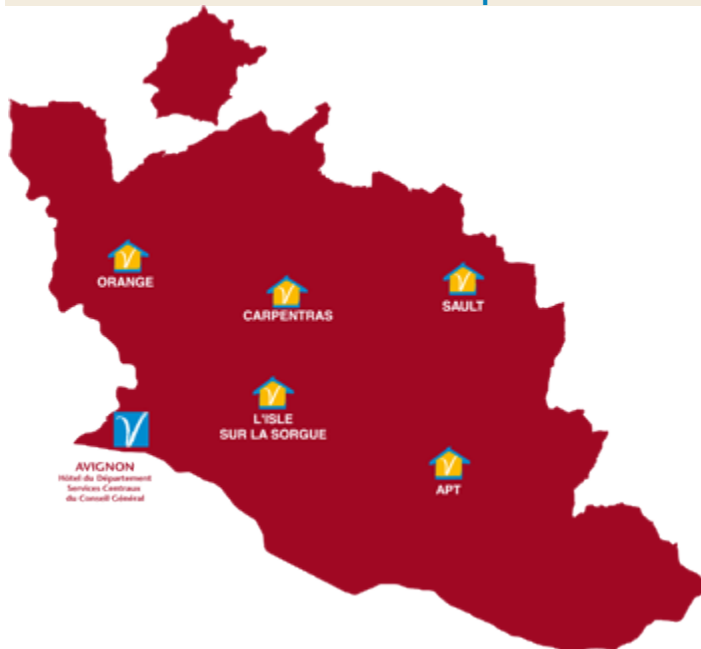 ORANGE
CARPENTRAS
SAULT
L'ISLE
SUR LA SORGUE
AVIGNON
Hôtel du Département
Services Centraux
du Conseil Général
APT